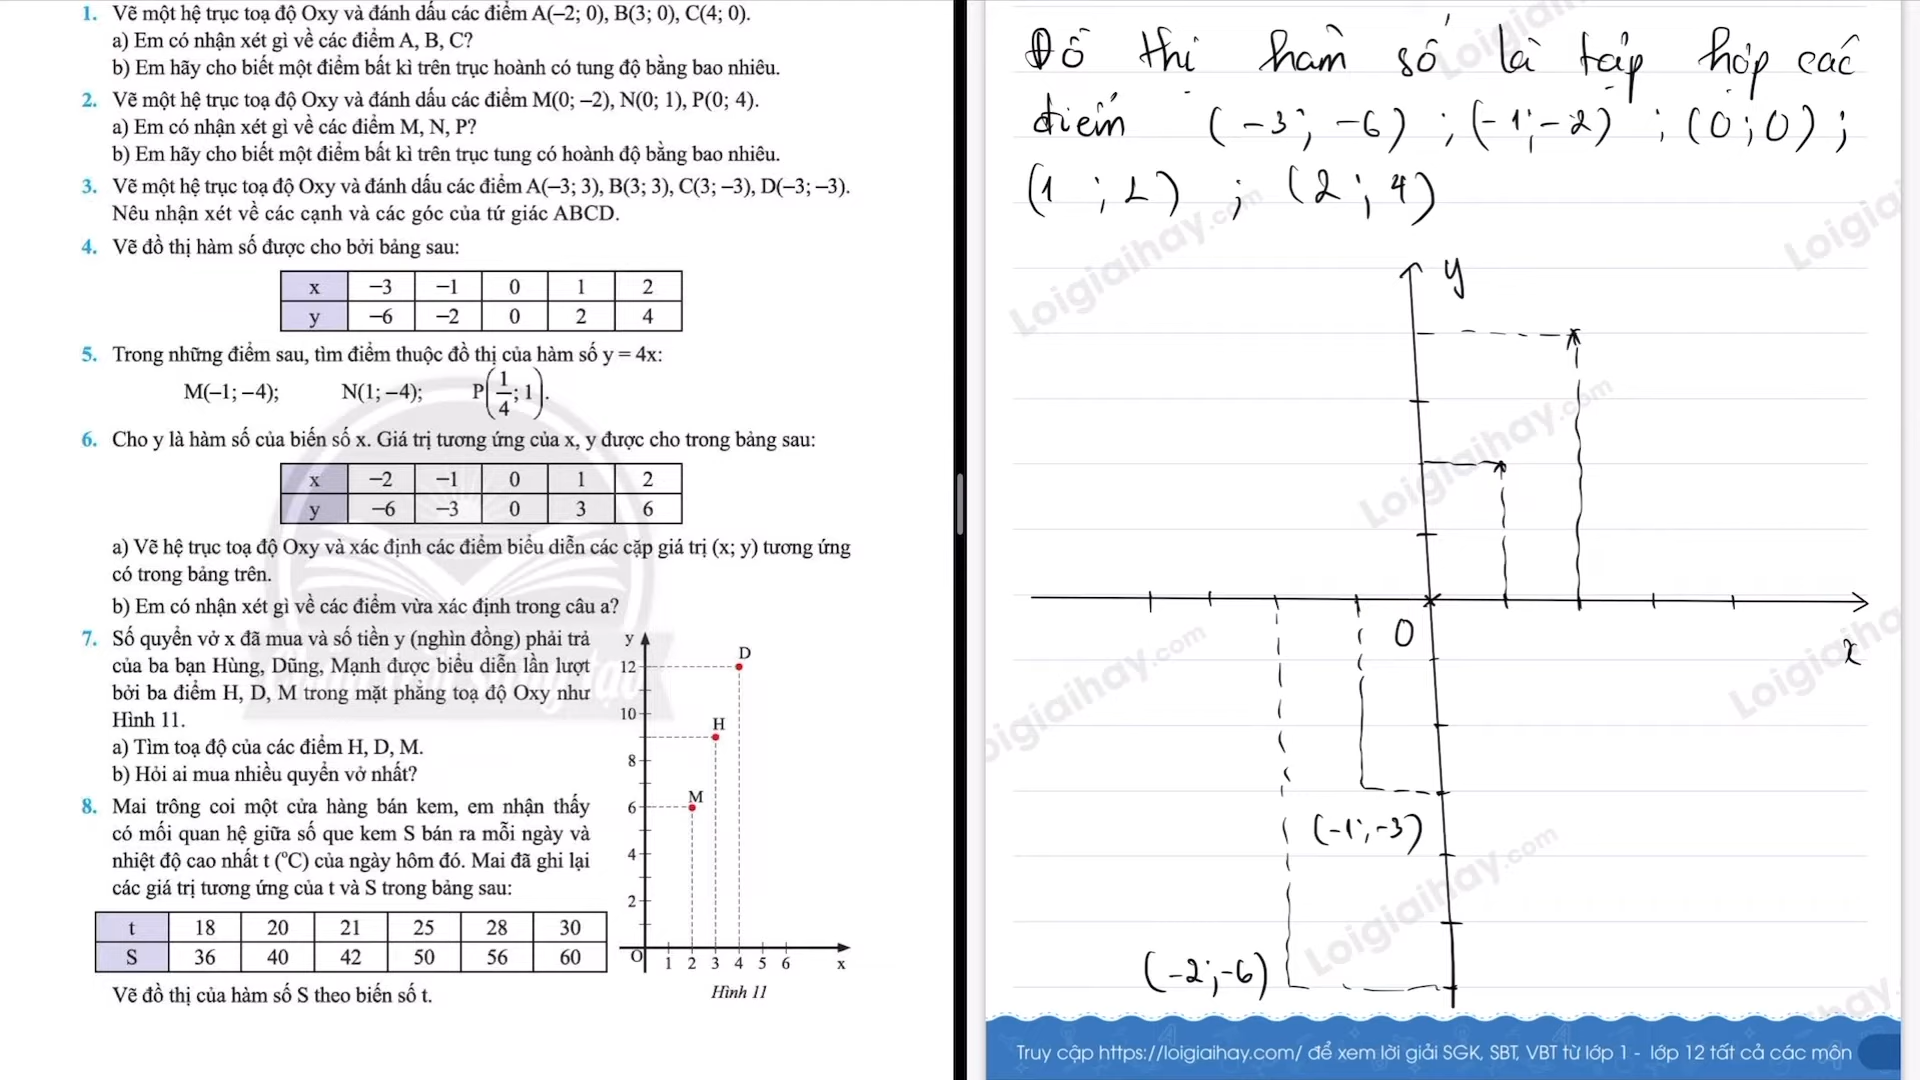 1. Vẽ một hệ trục toạ độ Oxy và đánh dấu các điểm A(–2; 0), B(3; 0), C(4; 0).
a) Em có nhận xét gì về các điểm A, B, C?
b) Em hãy cho biết một điểm bất kì trên trục hoành có tung độ bằng bao nhiêu.
2. Vẽ một hệ trục toạ độ Oxy và đánh dấu các điểm M(0; –2), N(0; 1), P(0; 4).
a) Em có nhận xét gì về các điểm M, N, P?
b) Em hãy cho biết một điểm bất kì trên trục tung có hoành độ bằng bao nhiêu.
3. Vẽ một hệ trục toạ độ Oxy và đánh dấu các điểm A(–3; 3), B(3; 3), C(3; –3), D(–3; –3).
Nêu nhận xét về các cạnh và các góc của tứ giác ABCD.
4. Vẽ đồ thị hàm số được cho bởi bảng sau:
x –3 –1 0 1 2
y –6 –2 0 2 4
5. Trong những điểm sau, tìm điểm thuộc đồ thị của hàm số y = 4x:
M(–1; –4); N(1; –4); P(1/4; 1).
6. Cho y là hàm số của biến số x. Giá trị tương ứng của x, y được cho trong bảng sau:
x –2 –1 0 1 2
y –6 –3 0 3 6
a) Vẽ hệ trục toạ độ Oxy và xác định các điểm biểu diễn các cặp giá trị (x; y) tương ứng
có trong bảng trên.
b) Em có nhận xét gì về các điểm vừa xác định trong câu a?
7. Số quyển vở x đã mua và số tiền y (nghìn đồng) phải trả
của ba bạn Hùng, Dũng, Mạnh được biểu diễn lần lượt
bởi ba điểm H, D, M trong mặt phẳng toạ độ Oxy như
Hình 11.
a) Tìm toạ độ của các điểm H, D, M.
b) Hỏi ai mua nhiều quyển vở nhất?
8. Mai trông coi một cửa hàng bán kem, em nhận thấy
có mối quan hệ giữa số que kem S bán ra mỗi ngày và
nhiệt độ cao nhất t (°C) của ngày hôm đó. Mai đã ghi lại
các giá trị tương ứng của t và S trong bảng sau:
t 18 20 21 25 28 30
S 36 40 42 50 56 60
Vẽ đồ thị của hàm số S theo biến số t.
y
D
12
10
H
8
M
6
4
2
O 1 2 3 4 5 6 x
Hình 11
Đồ thị hàm số là tập hợp các
điểm (-3; -6) ; (-1; -2) ; (0; 0) ;
(1 ; 2) ; (2; 4)
y
O
x
(-1; -3)
(-2; -6)
Loigiaihay.com
Loigiaihay.com
Loigiaihay.com
Loigiaihay.com
Truy cập https://loigiaihay.com/ để xem lời giải SGK, SBT, VBT từ lớp 1 - lớp 12 tất cả các môn